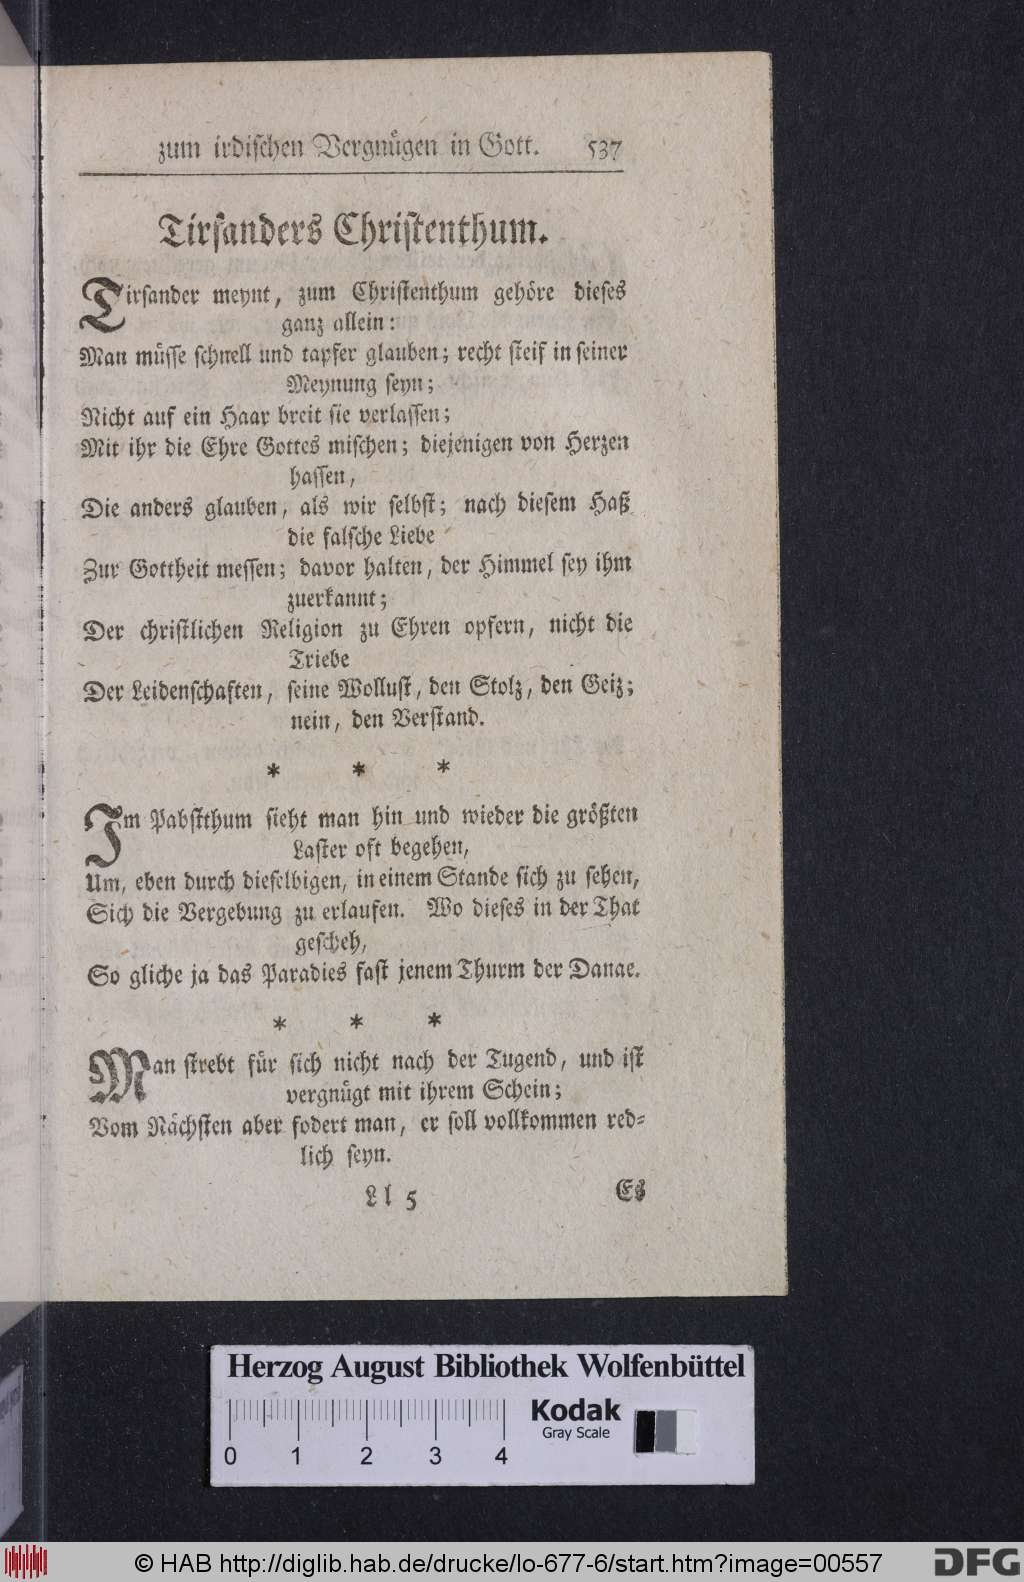 zum irdischen Vergnügen in Gott. 537
Tirsanders Christenthum.
Tirsander meynt, zum Christenthum gehöre dieses
ganz allein:
Man müsse schnell und tapfer glauben; recht steif in seiner
Meynung seyn;
Nicht auf ein Haar breit sie verlassen;
Mit ihr die Ehre Gottes mischen; diejenigen von Herzen
hassen,
Die anders glauben, als wir selbst; nach diesem Haß
die falsche Liebe
Zur Gottheit messen; davor halten, der Himmel sey ihm
zuerkannt;
Der christlichen Religion zu Ehren opfern, nicht die
Triebe
Der Leidenschaften, seine Wollust, den Stolz, den Geiz;
nein, den Verstand.
* * *
Im Pabstthum sieht man hin und wieder die größten
Laster oft begehen,
Um, eben durch dieselbigen, in einem Stande sich zu sehen,
Sich die Vergebung zu erlaufen. Wo dieses in der That
gescheh,
So gliche ja das Paradies fast jenem Thurm der Danae.
* * *
Man strebt für sich nicht nach der Tugend, und ist
vergnügt mit ihrem Schein;
Vom Nächsten aber fodert man, er soll vollkommen red-
lich seyn.
Ll 5 Es
Herzog August Bibliothek Wolfenbüttel
Kodak
Gray Scale
0 1 2 3 4
© HAB http://diglib.hab.de/drucke/lo-677-6/start.htm?image=00557
DFG